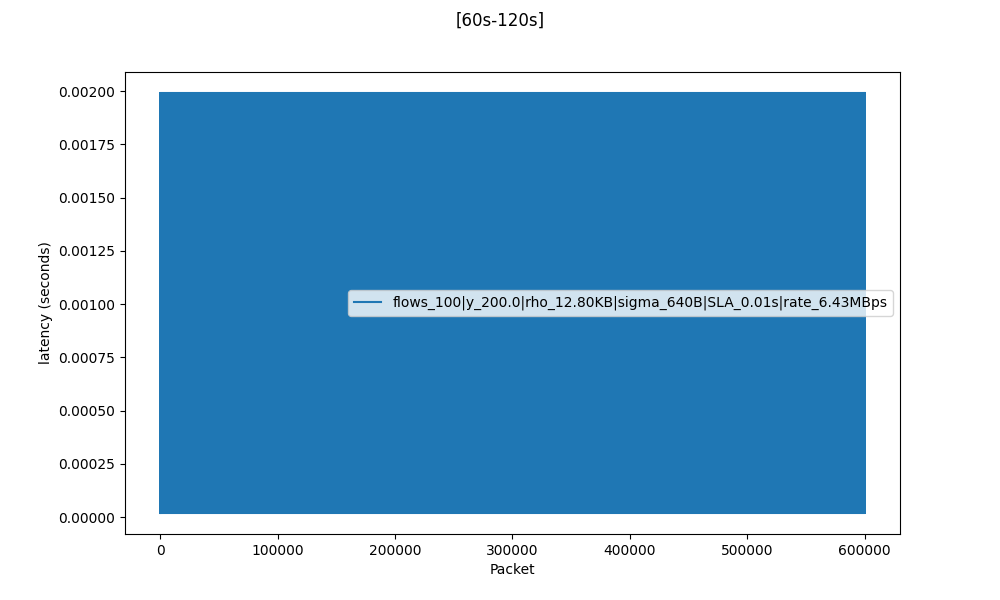 [60s-120s]
0.00200
0.00175
0.00150
0.00125
0.00100
0.00075
0.00050
0.00025
0.00000
latency (seconds)
flows_100|y_200.0|rho_12.80KB|sigma_640B|SLA_0.01s|rate_6.43MBps
0 100000 200000 300000 400000 500000 600000
Packet